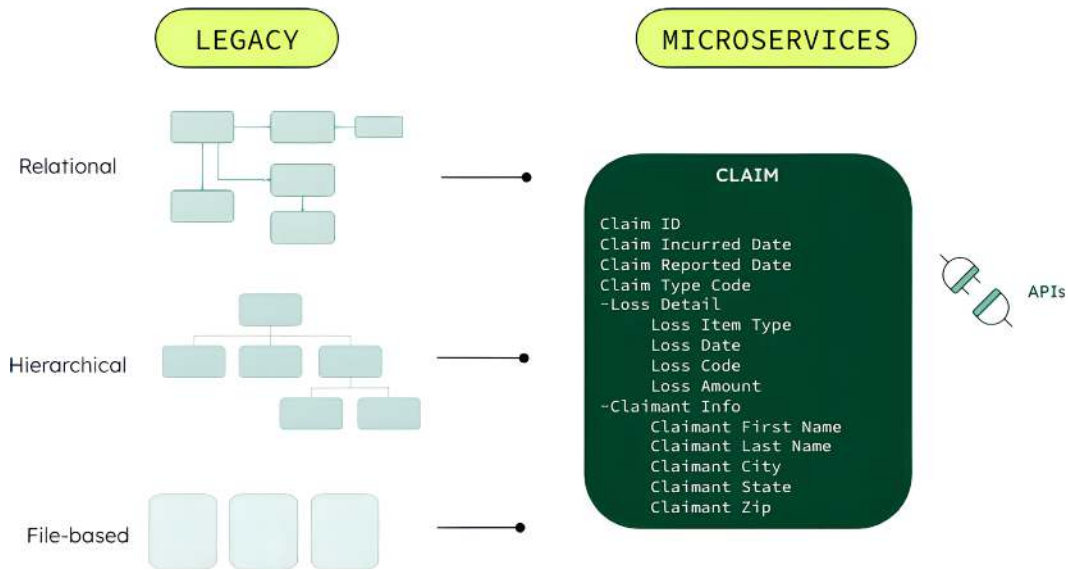 LEGACY
MICROSERVICES
Relational
Hierarchical
File-based
CLAIM
Claim ID
Claim Incurred Date
Claim Reported Date
Claim Type Code
-Loss Detail
Loss Item Type
Loss Date
Loss Code
Loss Amount
-Claimant Info
Claimant First Name
Claimant Last Name
Claimant City
Claimant State
Claimant Zip
APIs